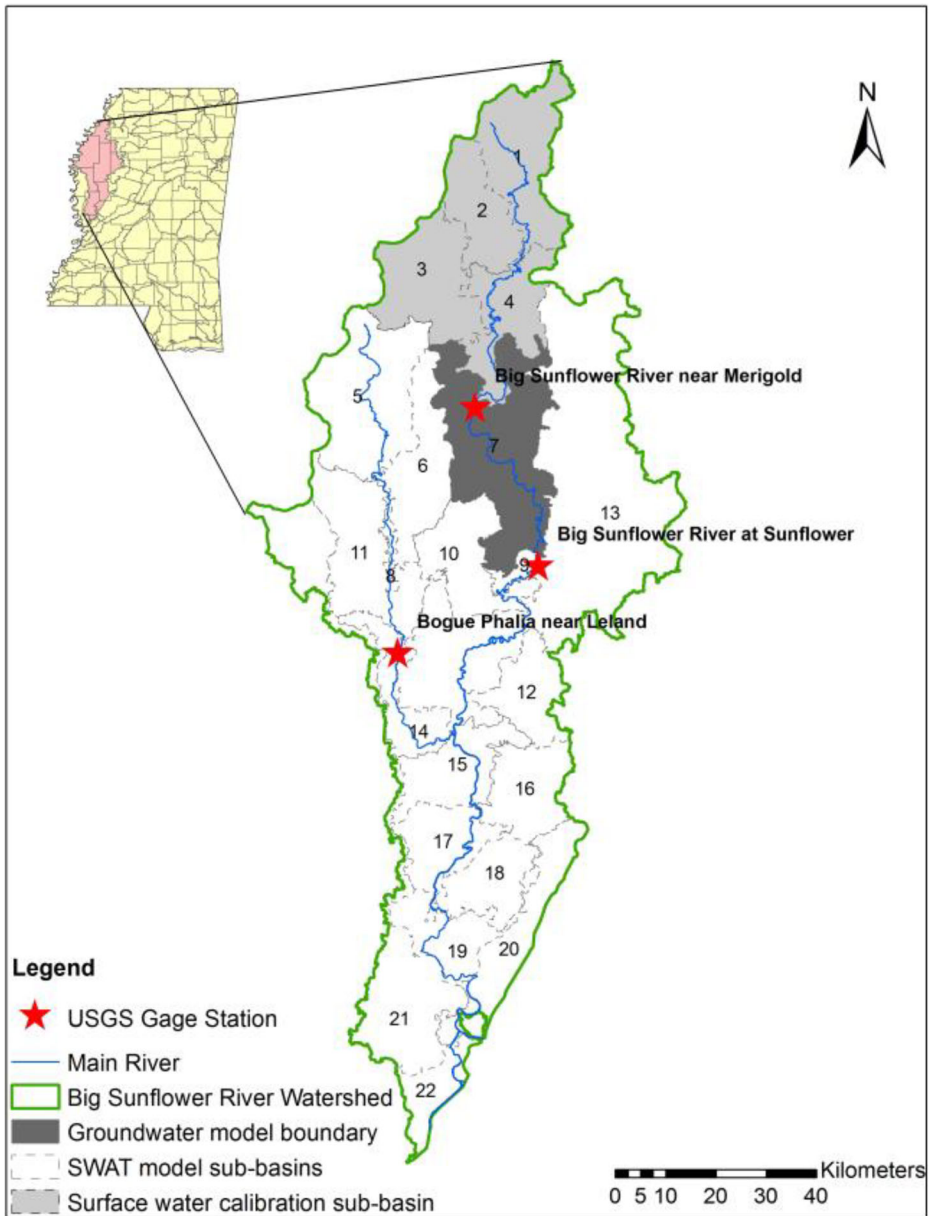 N
1
2
3
4
Big Sunflower River near Merigold
5
7
6
13
Big Sunflower River at Sunflower
11
10
9
8
Bogue Phalia near Leland
12
14
15
16
17
18
19
20
Legend
USGS Gage Station
21
Main River
Big Sunflower River Watershed
22
Groundwater model boundary
SWAT model sub-basins
Kilometers
0 5 10 20 30 40
Surface water calibration sub-basin